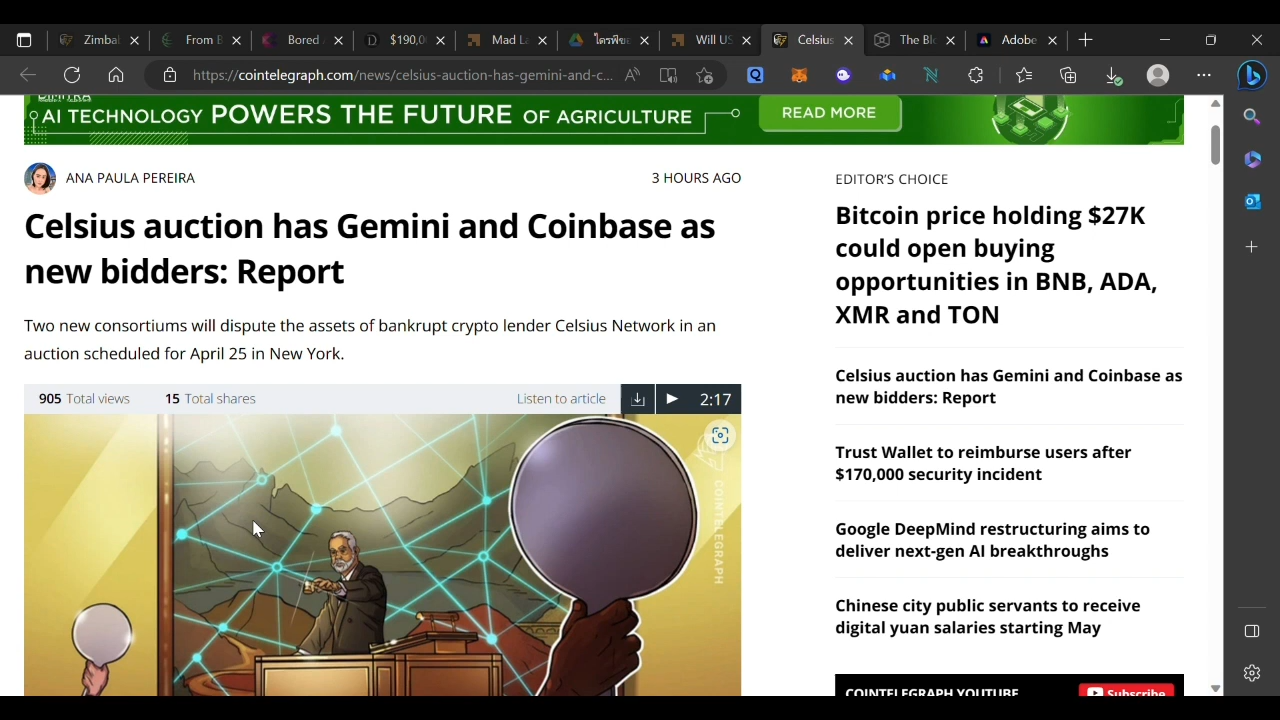 Zimbal
From B
Bored
$190,0
Mad La
ไครพีซ
Will US
Celsius
The Blo
Adobe
https://cointelegraph.com/news/celsius-auction-has-gemini-and-c...
DIMITRA
AI TECHNOLOGY POWERS THE FUTURE OF AGRICULTURE
READ MORE
ANA PAULA PEREIRA
3 HOURS AGO
Celsius auction has Gemini and Coinbase as
new bidders: Report
Two new consortiums will dispute the assets of bankrupt crypto lender Celsius Network in an
auction scheduled for April 25 in New York.
905 Total views
15 Total shares
Listen to article
2:17
COINTELEGRAPH
EDITOR’S CHOICE
Bitcoin price holding $27K
could open buying
opportunities in BNB, ADA,
XMR and TON
Celsius auction has Gemini and Coinbase as
new bidders: Report
Trust Wallet to reimburse users after
$170,000 security incident
Google DeepMind restructuring aims to
deliver next-gen AI breakthroughs
Chinese city public servants to receive
digital yuan salaries starting May
COINTELEGRAPH YOUTUBE
Subscribe